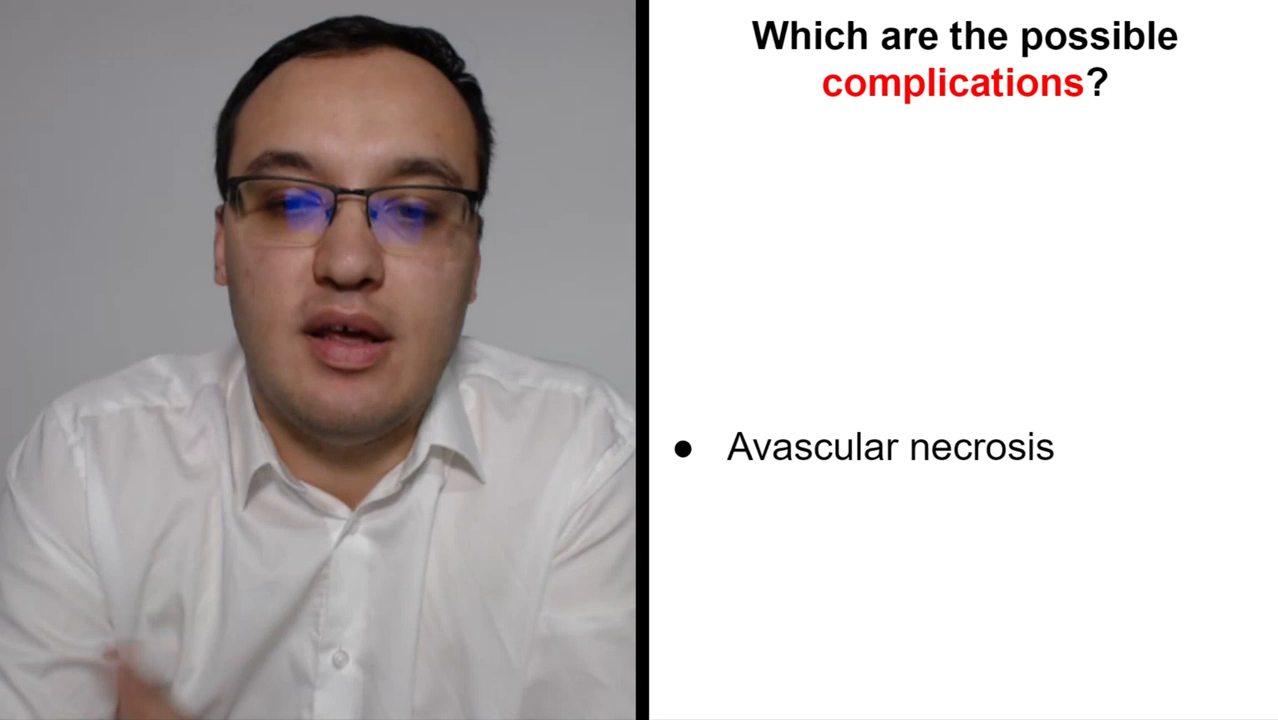 Which are the possible
complications?
● Avascular necrosis